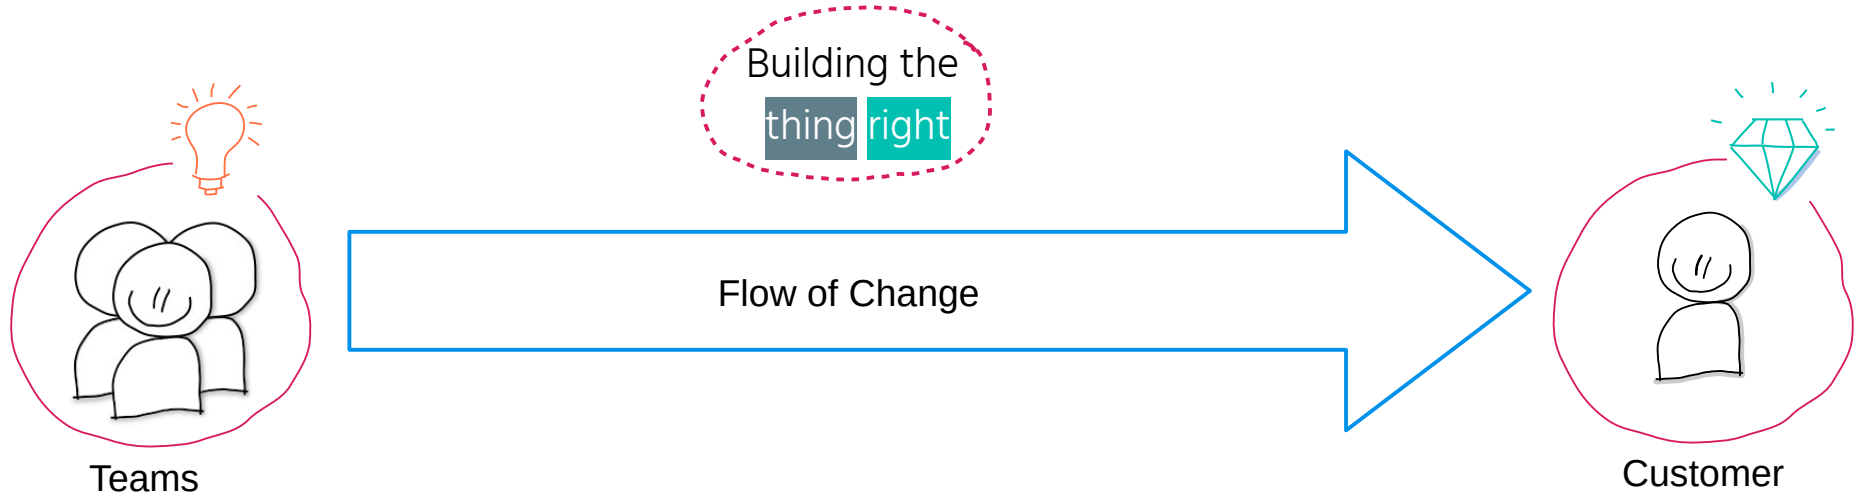 Building the
thing right
Flow of Change
Teams
Customer